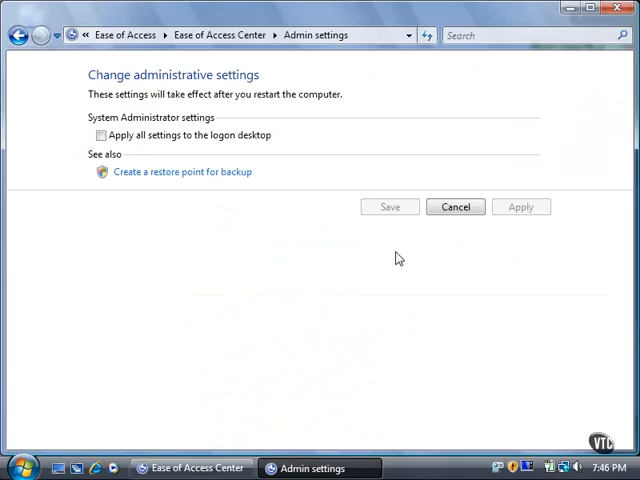 « Ease of Access ▸ Ease of Access Center ▸ Admin settings
Search
Change administrative settings
These settings will take effect after you restart the computer.
System Administrator settings
Apply all settings to the logon desktop
See also
Create a restore point for backup
Save
Cancel
Apply
VTC
Ease of Access Center
Admin settings
7:46 PM